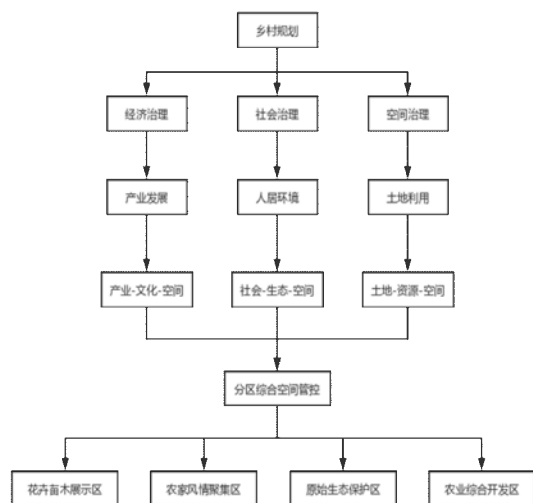 乡村规划
经济治理
社会治理
空间治理
产业发展
人居环境
土地利用
产业-文化-空间
社会-生态-空间
土地-资源-空间
分区综合空间管控
花卉苗木展示区
农家风情聚集区
原始生态保护区
农业综合开发区